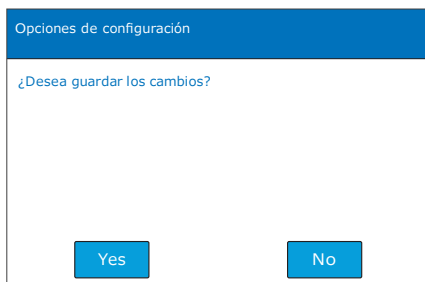 Opciones de configuración
¿Desea guardar los cambios?
Yes
No